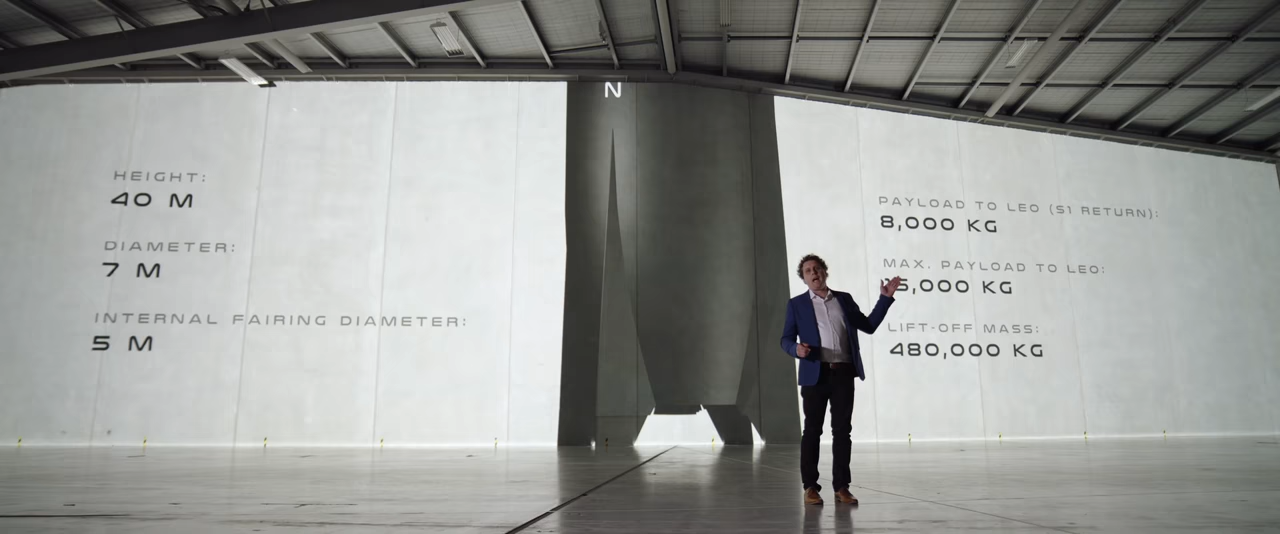 N
HEIGHT:
40 M
DIAMETER:
7 M
INTERNAL FAIRING DIAMETER:
5 M
PAYLOAD TO LEO (S1 RETURN):
8,000 KG
MAX. PAYLOAD TO LEO:
KG
LIFT-OFF MASS:
480,000 KG